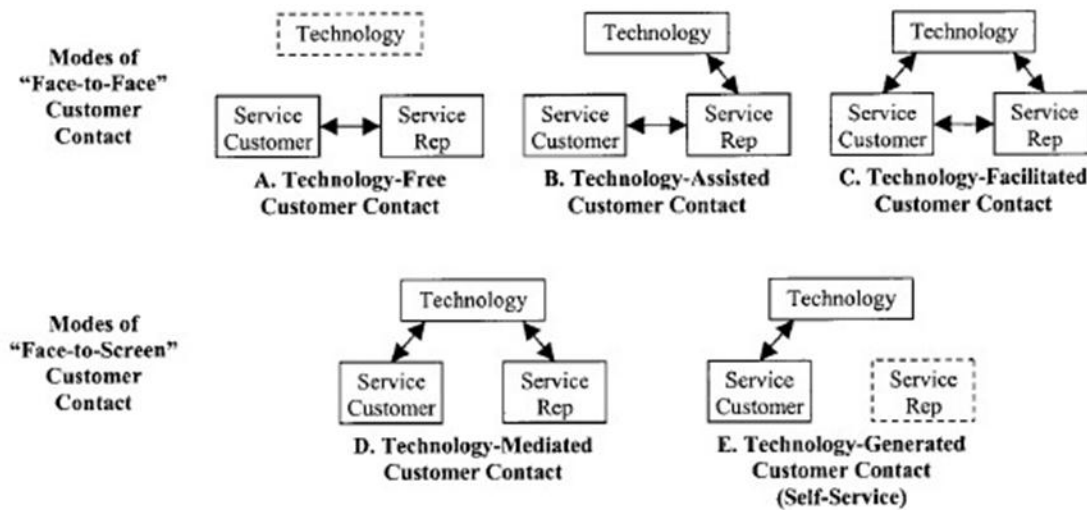 Modes of
“Face-to-Face”
Customer
Contact
Technology
Service
Customer
Service
Rep
A. Technology-Free
Customer Contact
Technology
Service
Customer
Service
Rep
B. Technology-Assisted
Customer Contact
Technology
Service
Customer
Service
Rep
C. Technology-Facilitated
Customer Contact
Modes of
“Face-to-Screen”
Customer
Contact
Technology
Service
Customer
Service
Rep
D. Technology-Mediated
Customer Contact
Technology
Service
Customer
Service
Rep
E. Technology-Generated
Customer Contact
(Self-Service)